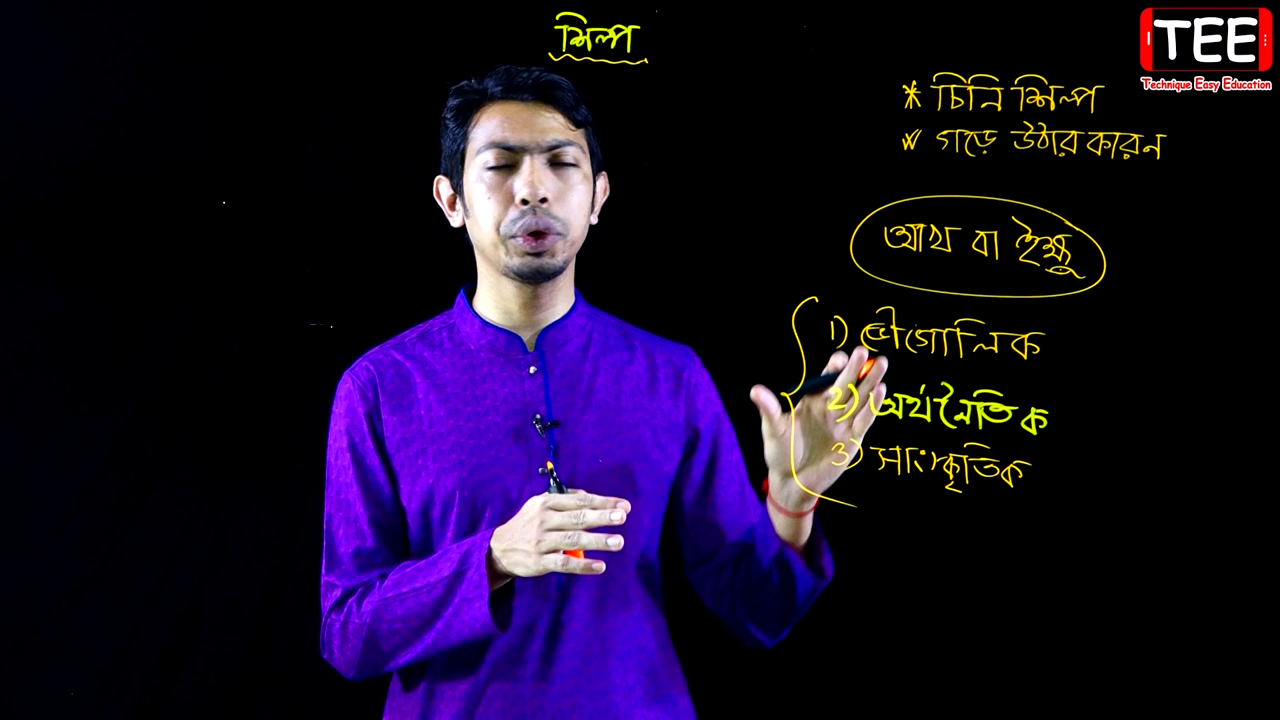 শিল্প
TEE
Technique Easy Education
* চিনি শিল্প
* গড়ে উঠার কারন
আখ বা ইক্ষু
1) ভৌগোলিক
2) অর্থনৈতিক
3) সাংস্কৃতিক